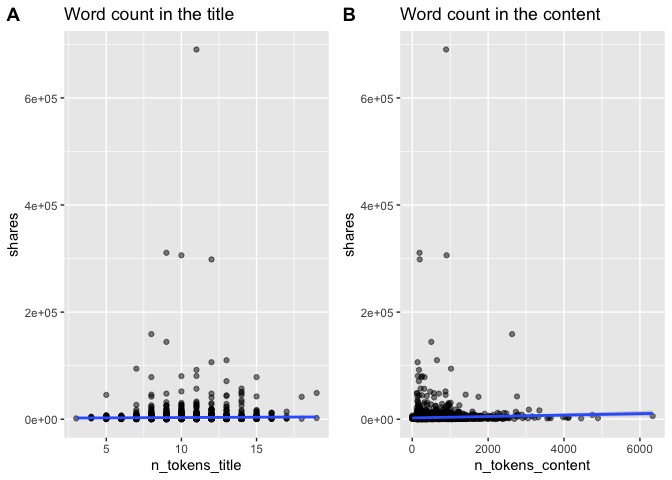 A
Word count in the title
6e+05
4e+05
2e+05
0e+00
shares
5 10 15
n_tokens_title
B
Word count in the content
6e+05
4e+05
2e+05
0e+00
shares
0 2000 4000 6000
n_tokens_content